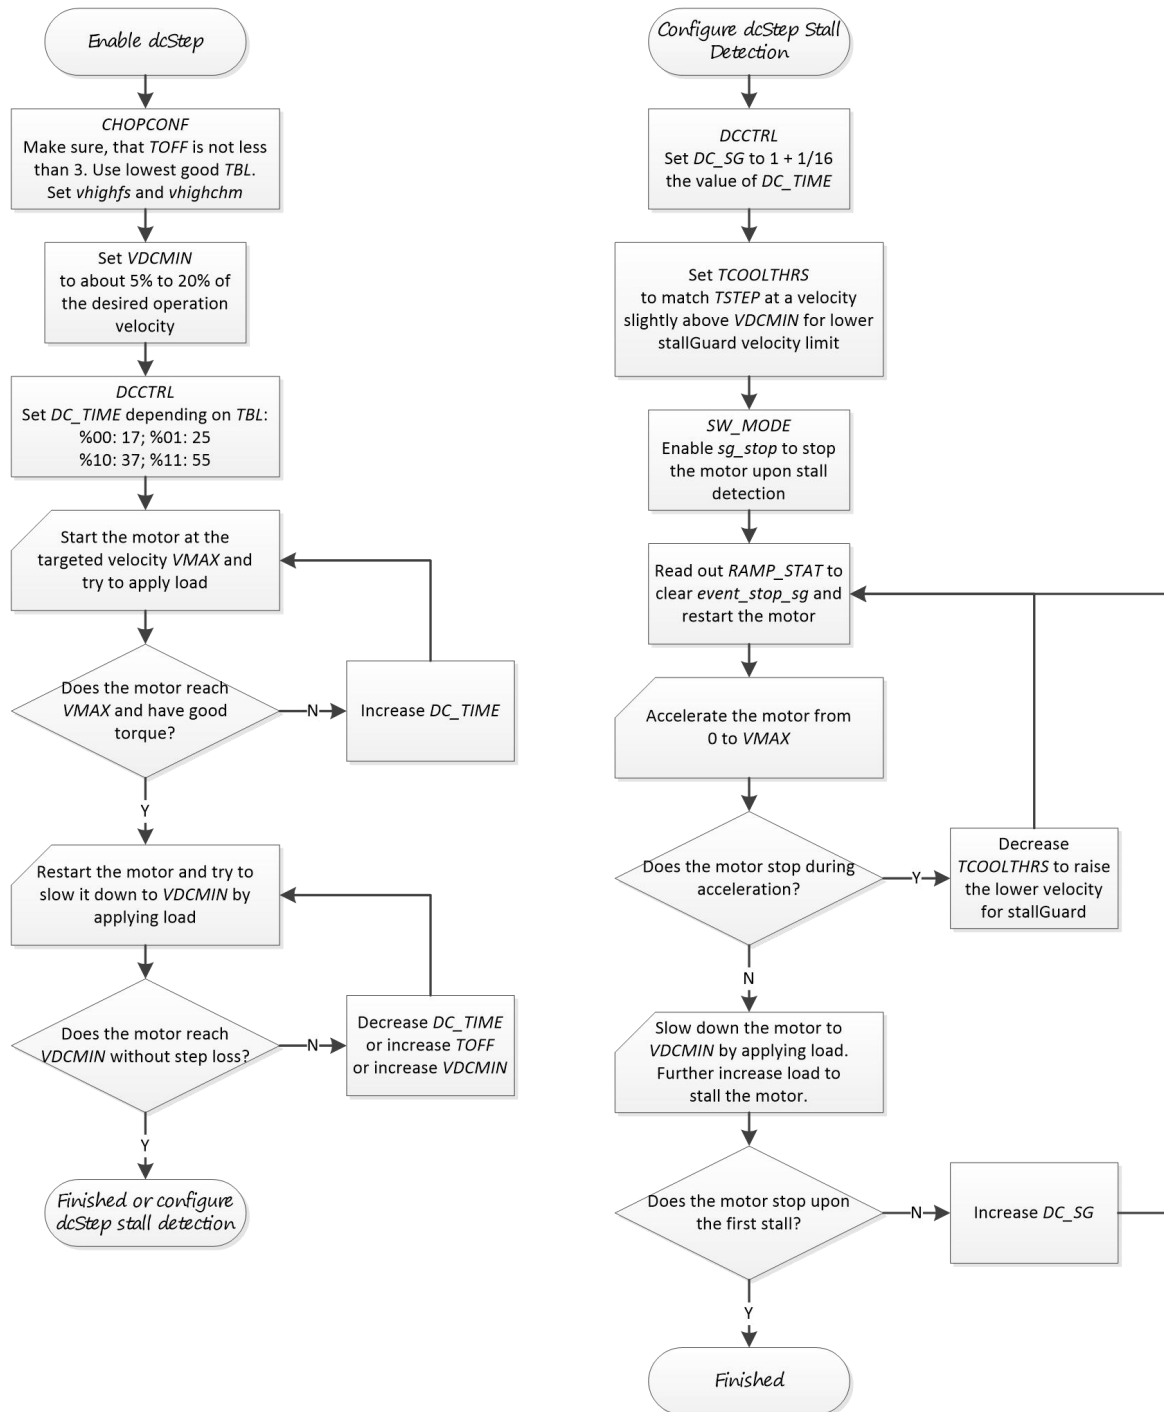 Enable dcStep
CHOPCONF
Make sure, that TOFF is not less
than 3. Use lowest good TBL.
Set vhighfs and vhighchm
Set VDCMIN
to about 5% to 20% of
the desired operation
velocity
DCCTRL
Set DC_TIME depending on TBL:
%00: 17; %01: 25
%10: 37; %11: 55
Start the motor at the
targeted velocity VMAX and
try to apply load
Does the motor reach
VMAX and have good
torque?
N
Increase DC_TIME
Y
Restart the motor and try to
slow it down to VDCMIN by
applying load
Does the motor reach
VDCMIN without step loss?
N
Decrease DC_TIME
or increase TOFF
or increase VDCMIN
Y
Finished or configure
dcStep stall detection
Configure dcStep Stall
Detection
DCCTRL
Set DC_SG to 1 + 1/16
the value of DC_TIME
Set TCOOLTHRS
to match TSTEP at a velocity
slightly above VDCMIN for lower
stallGuard velocity limit
SW_MODE
Enable sg_stop to stop
the motor upon stall
detection
Read out RAMP_STAT to
clear event_stop_sg and
restart the motor
Accelerate the motor from
0 to VMAX
Does the motor stop during
acceleration?
Y
Decrease
TCOOLTHRS to raise
the lower velocity
for stallGuard
N
Slow down the motor to
VDCMIN by applying load.
Further increase load to
stall the motor.
Does the motor stop upon
the first stall?
N
Increase DC_SG
Y
Finished